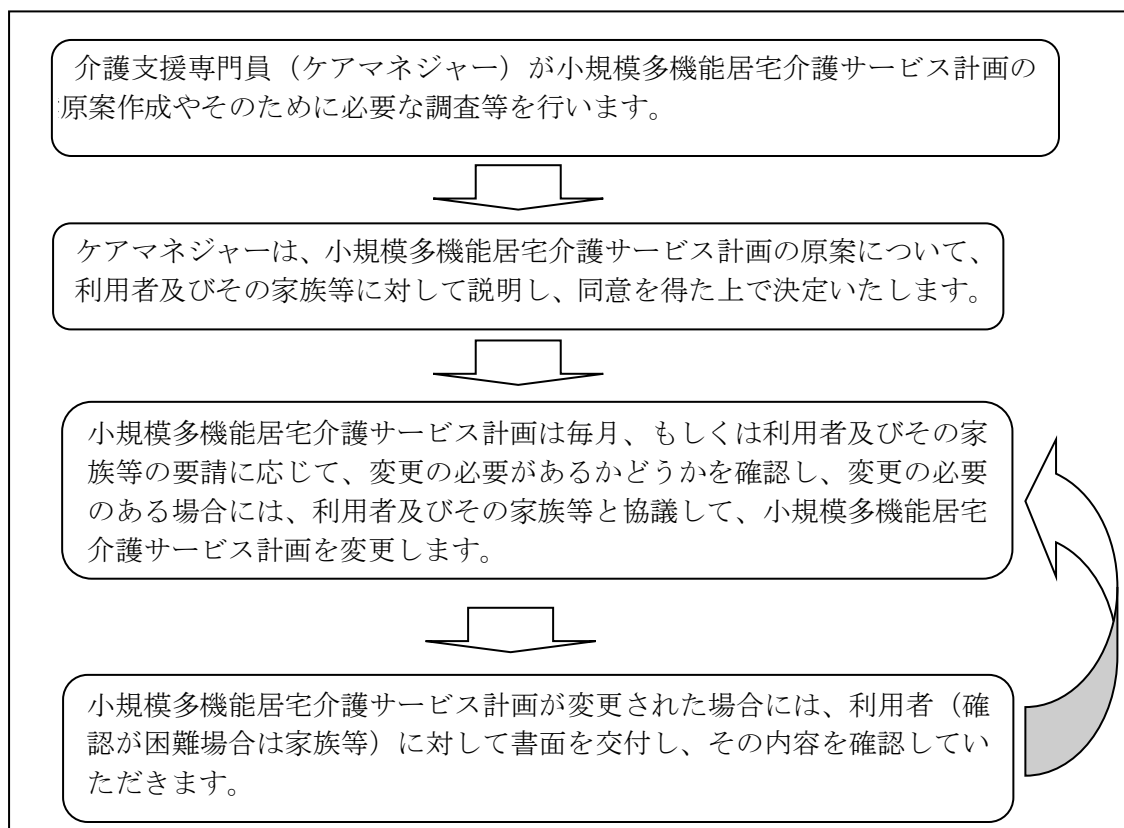 介護支援専門員（ケアマネジャー）が小規模多機能居宅介護サービス計画の
原案作成やそのために必要な調査等を行います。
ケアマネジャーは、小規模多機能居宅介護サービス計画の原案について、
利用者及びその家族等に対して説明し、同意を得た上で決定いたします。
小規模多機能居宅介護サービス計画は毎月、もしくは利用者及びその家
族等の要請に応じて、変更の必要があるかどうかを確認し、変更の必要
のある場合には、利用者及びその家族等と協議して、小規模多機能居宅
介護サービス計画を変更します。
小規模多機能居宅介護サービス計画が変更された場合には、利用者（確
認が困難場合は家族等）に対して書面を交付し、その内容を確認してい
ただきます。